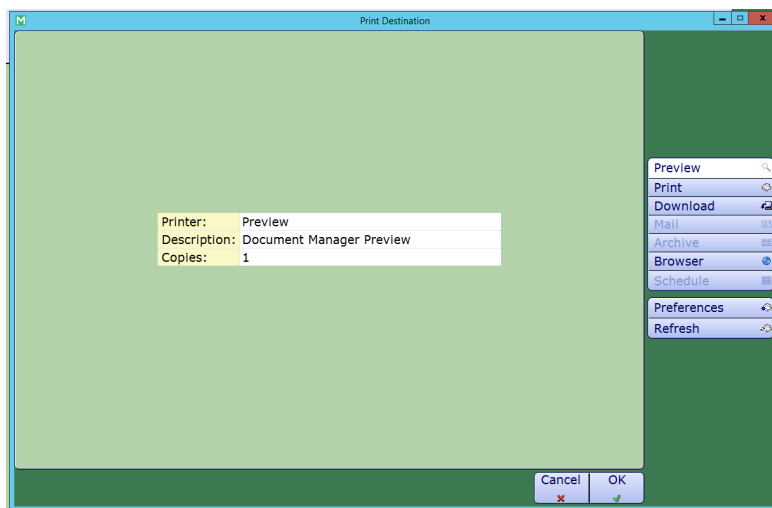 M
Print Destination
Printer: Preview
Description: Document Manager Preview
Copies: 1
Preview
Print
Download
Mail
Archive
Browser
Schedule
Preferences
Refresh
Cancel
OK